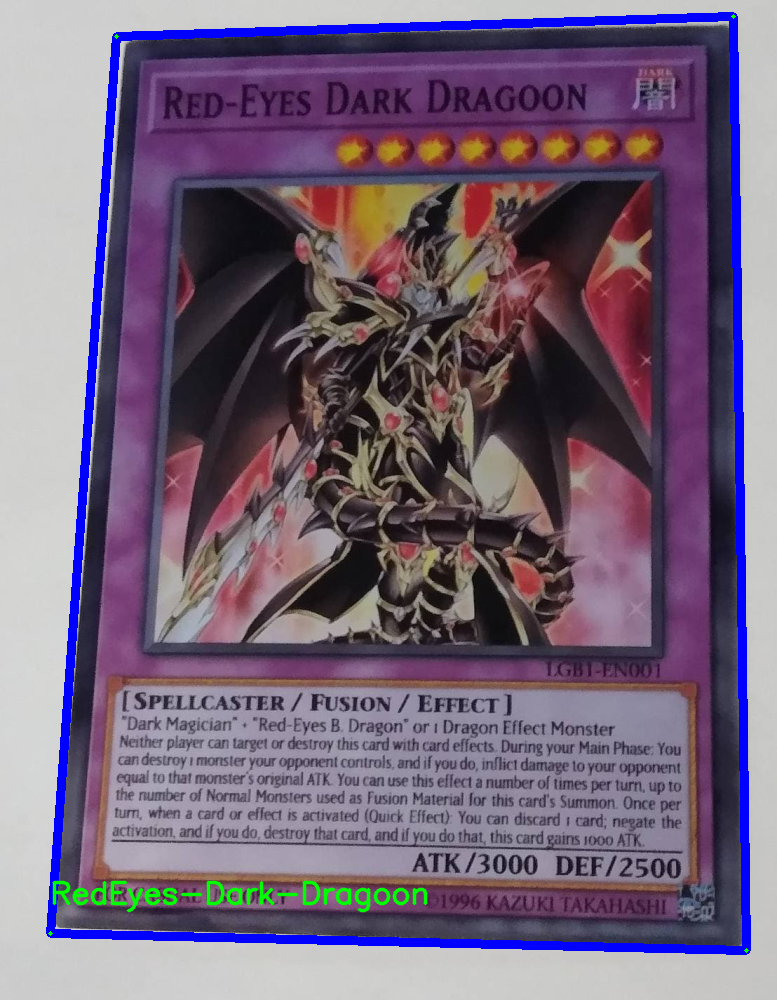 RED-EYES DARK DRAGOON
DARK
闇
LGB1-EN001
[SPELLCASTER / FUSION / EFFECT]
"Dark Magician" + "Red-Eyes B. Dragon" or 1 Dragon Effect Monster
Neither player can target or destroy this card with card effects. During your Main Phase: You
can destroy 1 monster your opponent controls, and if you do, inflict damage to your opponent
equal to that monster's original ATK. You can use this effect a number of times per turn, up to
the number of Normal Monsters used as Fusion Material for this card's Summon. Once per
turn, when a card or effect is activated (Quick Effect): You can discard 1 card; negate the
activation, and if you do, destroy that card, and if you do that, this card gains 1000 ATK.
ATK/3000 DEF/2500
RedEyes-Dark-Dragoon
©1996 KAZUKI TAKAHASHI